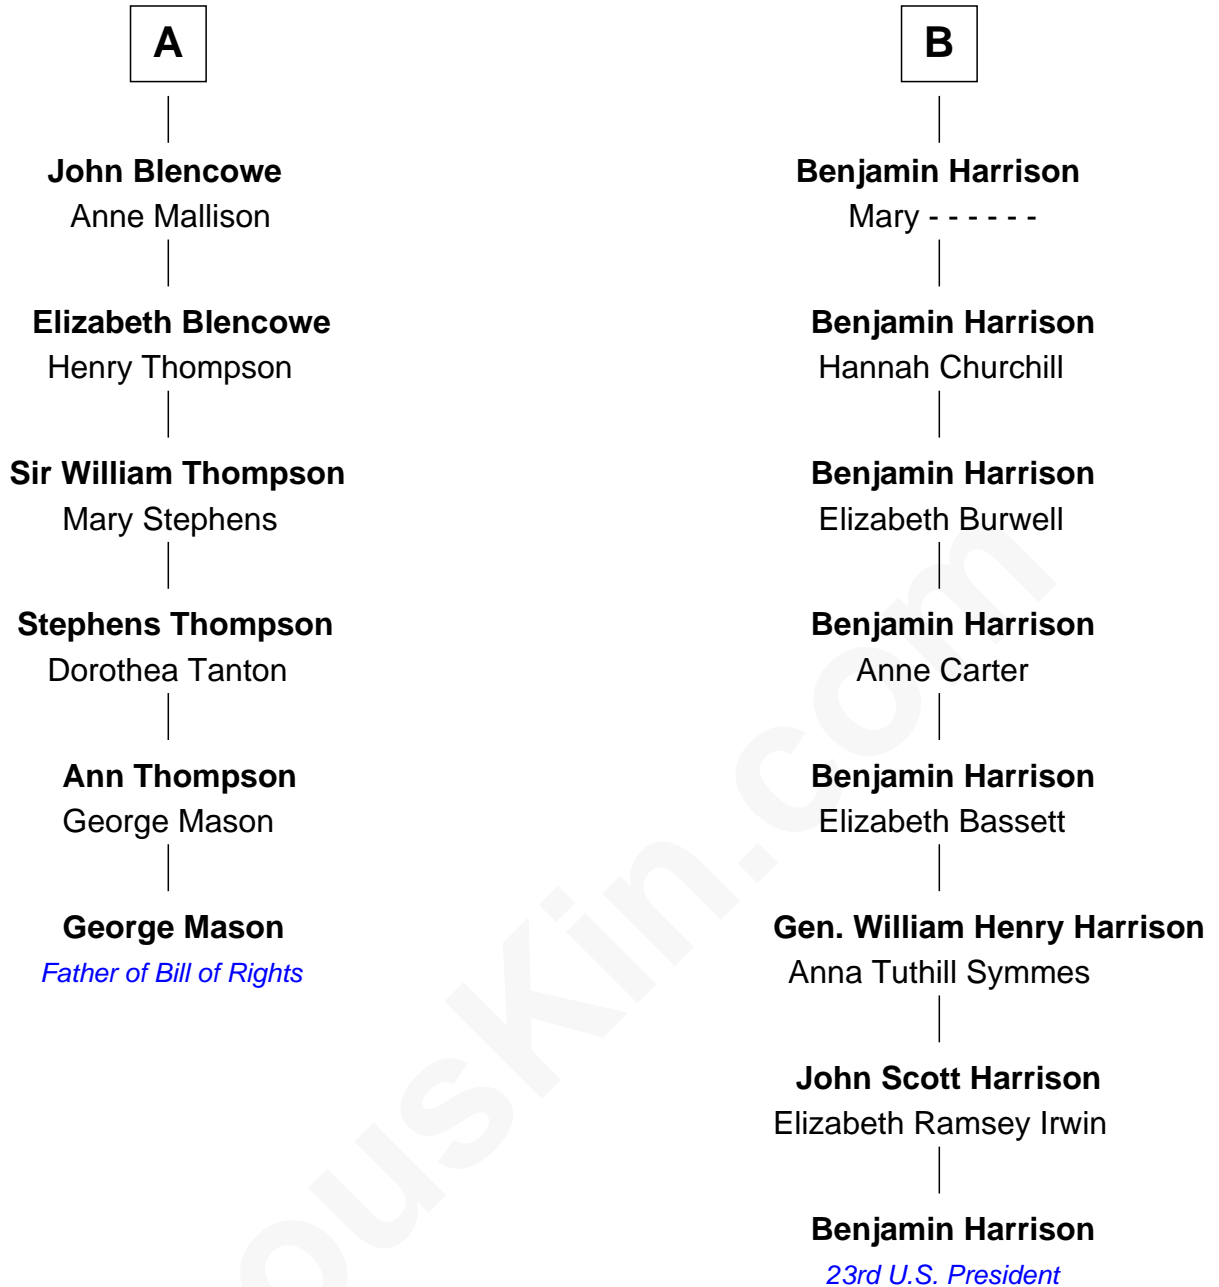 A
John Blencowe
Anne Mallison
Elizabeth Blencowe
Henry Thompson
Sir William Thompson
Mary Stephens
Stephens Thompson
Dorothea Tanton
Ann Thompson
George Mason
George Mason
Father of Bill of Rights
B
Benjamin Harrison
Mary - - - - - -
Benjamin Harrison
Hannah Churchill
Benjamin Harrison
Elizabeth Burwell
Benjamin Harrison
Anne Carter
Benjamin Harrison
Elizabeth Bassett
Gen. William Henry Harrison
Anna Tuthill Symmes
John Scott Harrison
Elizabeth Ramsey Irwin
Benjamin Harrison
23rd U.S. President
ousKin.com